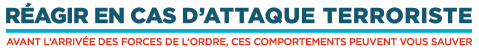 RÉAGIR EN CAS D'ATTAQUE TERRORISTE
AVANT L'ARRIVÉE DES FORCES DE L'ORDRE, CES COMPORTEMENTS PEUVENT VOUS SAUVER